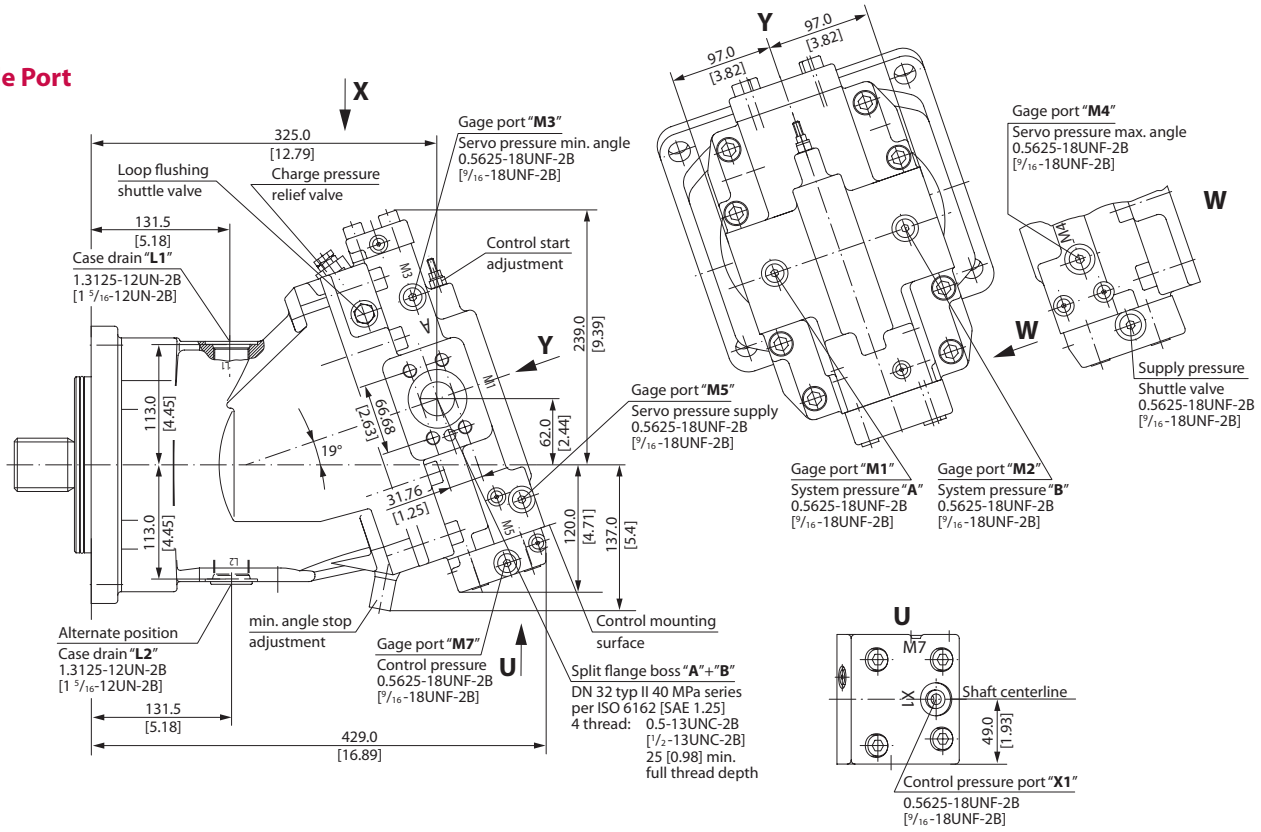 e Port
X
325.0
[12.79]
Loop flushing
shuttle valve
Charge pressure
relief valve
131.5
[5.18]
Case drain "L1"
1.3125-12UN-2B
[1 5/16-12UN-2B]
Gage port "M3"
Servo pressure min. angle
0.5625-18UNF-2B
[9/16-18UNF-2B]
Control start
adjustment
M3
A
L1
M1
Y
239.0
[9.39]
113.0
[4.45]
66.68
[2.63]
62.0
[2.44]
19°
31.76
[1.25]
113.0
[4.45]
L2
M5
120.0
[4.71]
137.0
[5.4]
Gage port "M5"
Servo pressure supply
0.5625-18UNF-2B
[9/16-18UNF-2B]
Alternate position
Case drain "L2"
1.3125-12UN-2B
[1 5/16-12UN-2B]
131.5
[5.18]
429.0
[16.89]
min. angle stop
adjustment
Gage port "M7"
Control pressure
0.5625-18UNF-2B
[9/16-18UNF-2B]
U
Control mounting
surface
Split flange boss "A"+"B"
DN 32 typ II 40 MPa series
per ISO 6162 [SAE 1.25]
4 thread: 0.5-13UNC-2B
[1/2-13UNC-2B]
25 [0.98] min.
full thread depth
Y
97.0
[3.82]
97.0
[3.82]
W
Gage port "M1"
System pressure "A"
0.5625-18UNF-2B
[9/16-18UNF-2B]
Gage port "M2"
System pressure "B"
0.5625-18UNF-2B
[9/16-18UNF-2B]
Gage port "M4"
Servo pressure max. angle
0.5625-18UNF-2B
[9/16-18UNF-2B]
W
M4
Supply pressure
Shuttle valve
0.5625-18UNF-2B
[9/16-18UNF-2B]
U
M7
X1
Shaft centerline
49.0
[1.93]
Control pressure port "X1"
0.5625-18UNF-2B
[9/16-18UNF-2B]